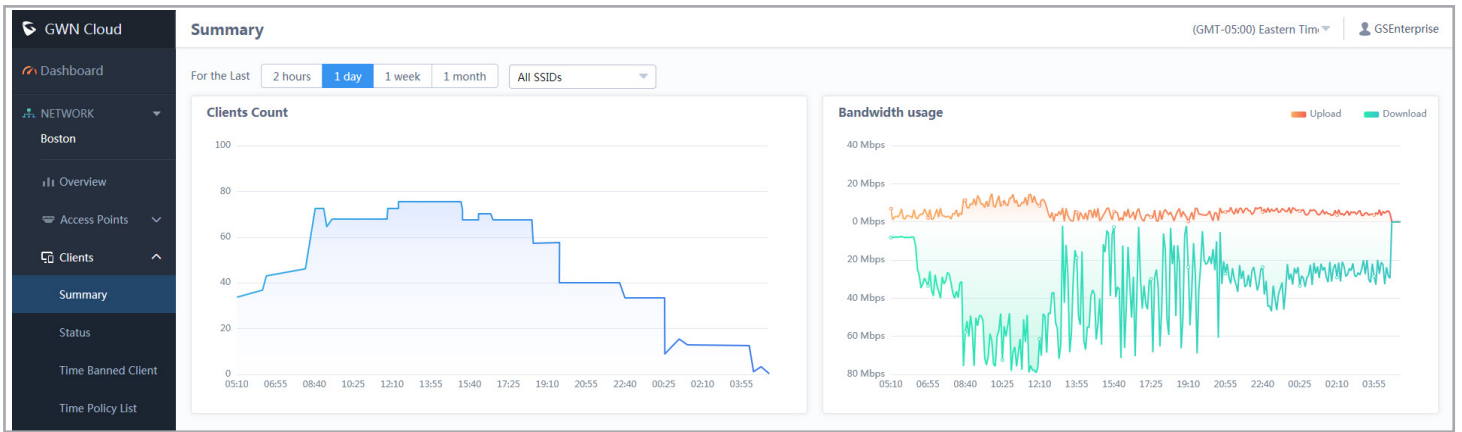 GWN Cloud
Summary
(GMT-05:00) Eastern Tim
GSEnterprise
Dashboard
NETWORK
Boston
Overview
Access Points
Clients
Summary
Status
Time Banned Client
Time Policy List
For the Last 2 hours 1 day 1 week 1 month All SSIDs
Clients Count
100
80
60
40
20
0
05:10 06:55 08:40 10:25 12:10 13:55 15:40 17:25 19:10 20:55 22:40 00:25 02:10 03:55
Bandwidth usage
Upload Download
40 Mbps
20 Mbps
0 Mbps
20 Mbps
40 Mbps
60 Mbps
80 Mbps
05:10 06:55 08:40 10:25 12:10 13:55 15:40 17:25 19:10 20:55 22:40 00:25 02:10 03:55